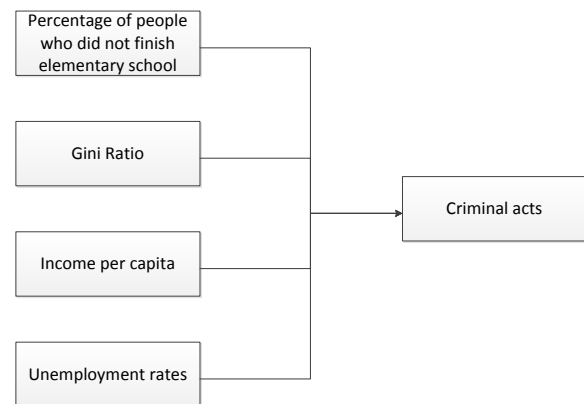 Percentage of people
who did not finish
elementary school
Gini Ratio
Income per capita
Unemployment rates
Criminal acts